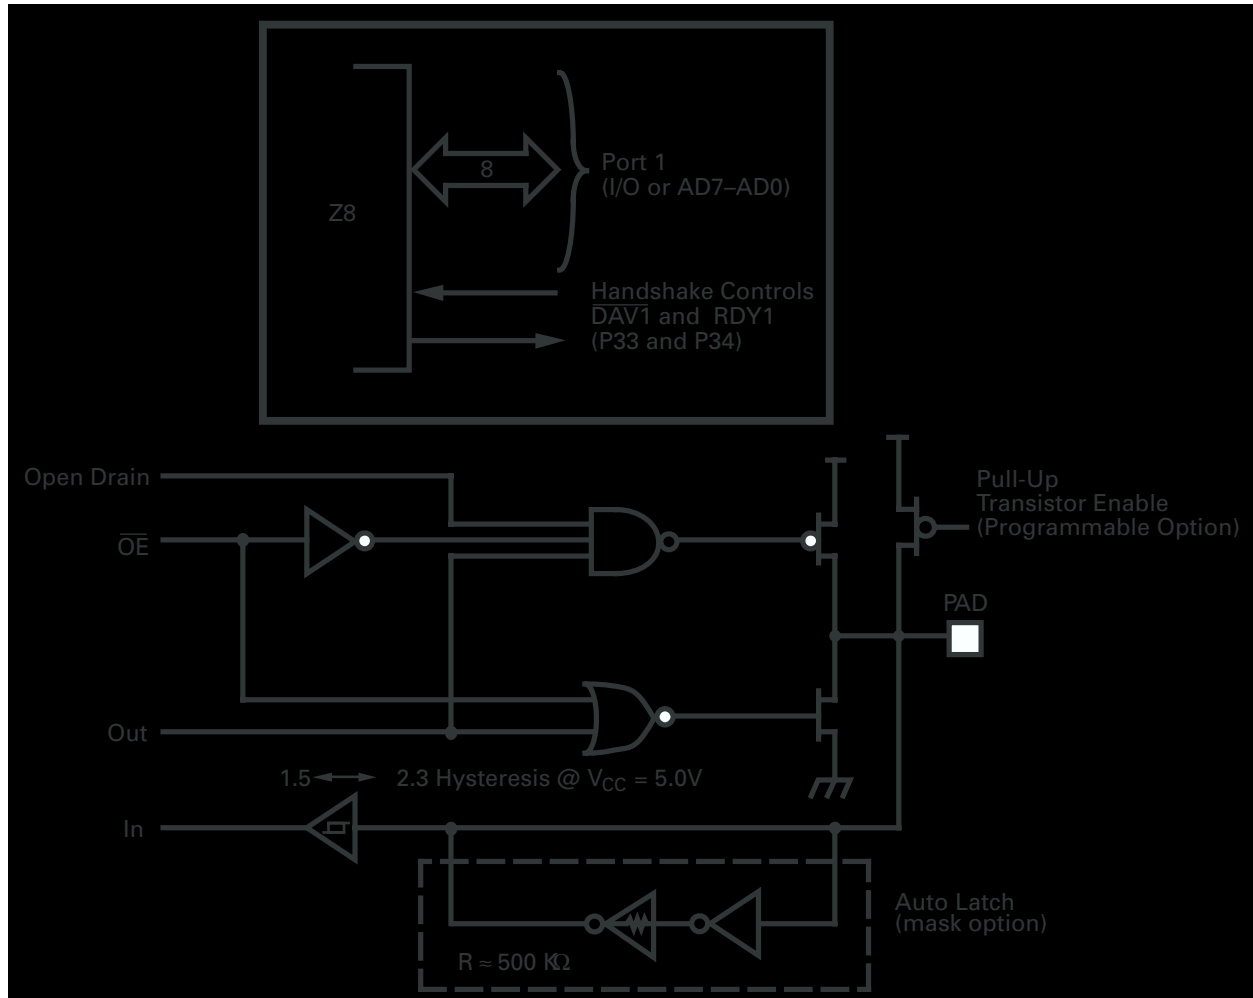 8
Port 1
(I/O or AD7–AD0)
Z8
Handshake Controls
D̅A̅V̅1̅ and RDY1
(P33 and P34)
Open Drain
Pull-Up
Transistor Enable
(Programmable Option)
O̅E̅
PAD
Out
1.5 2.3 Hysteresis @ VCC = 5.0V
In
Auto Latch
(mask option)
R ≈ 500 KΩ